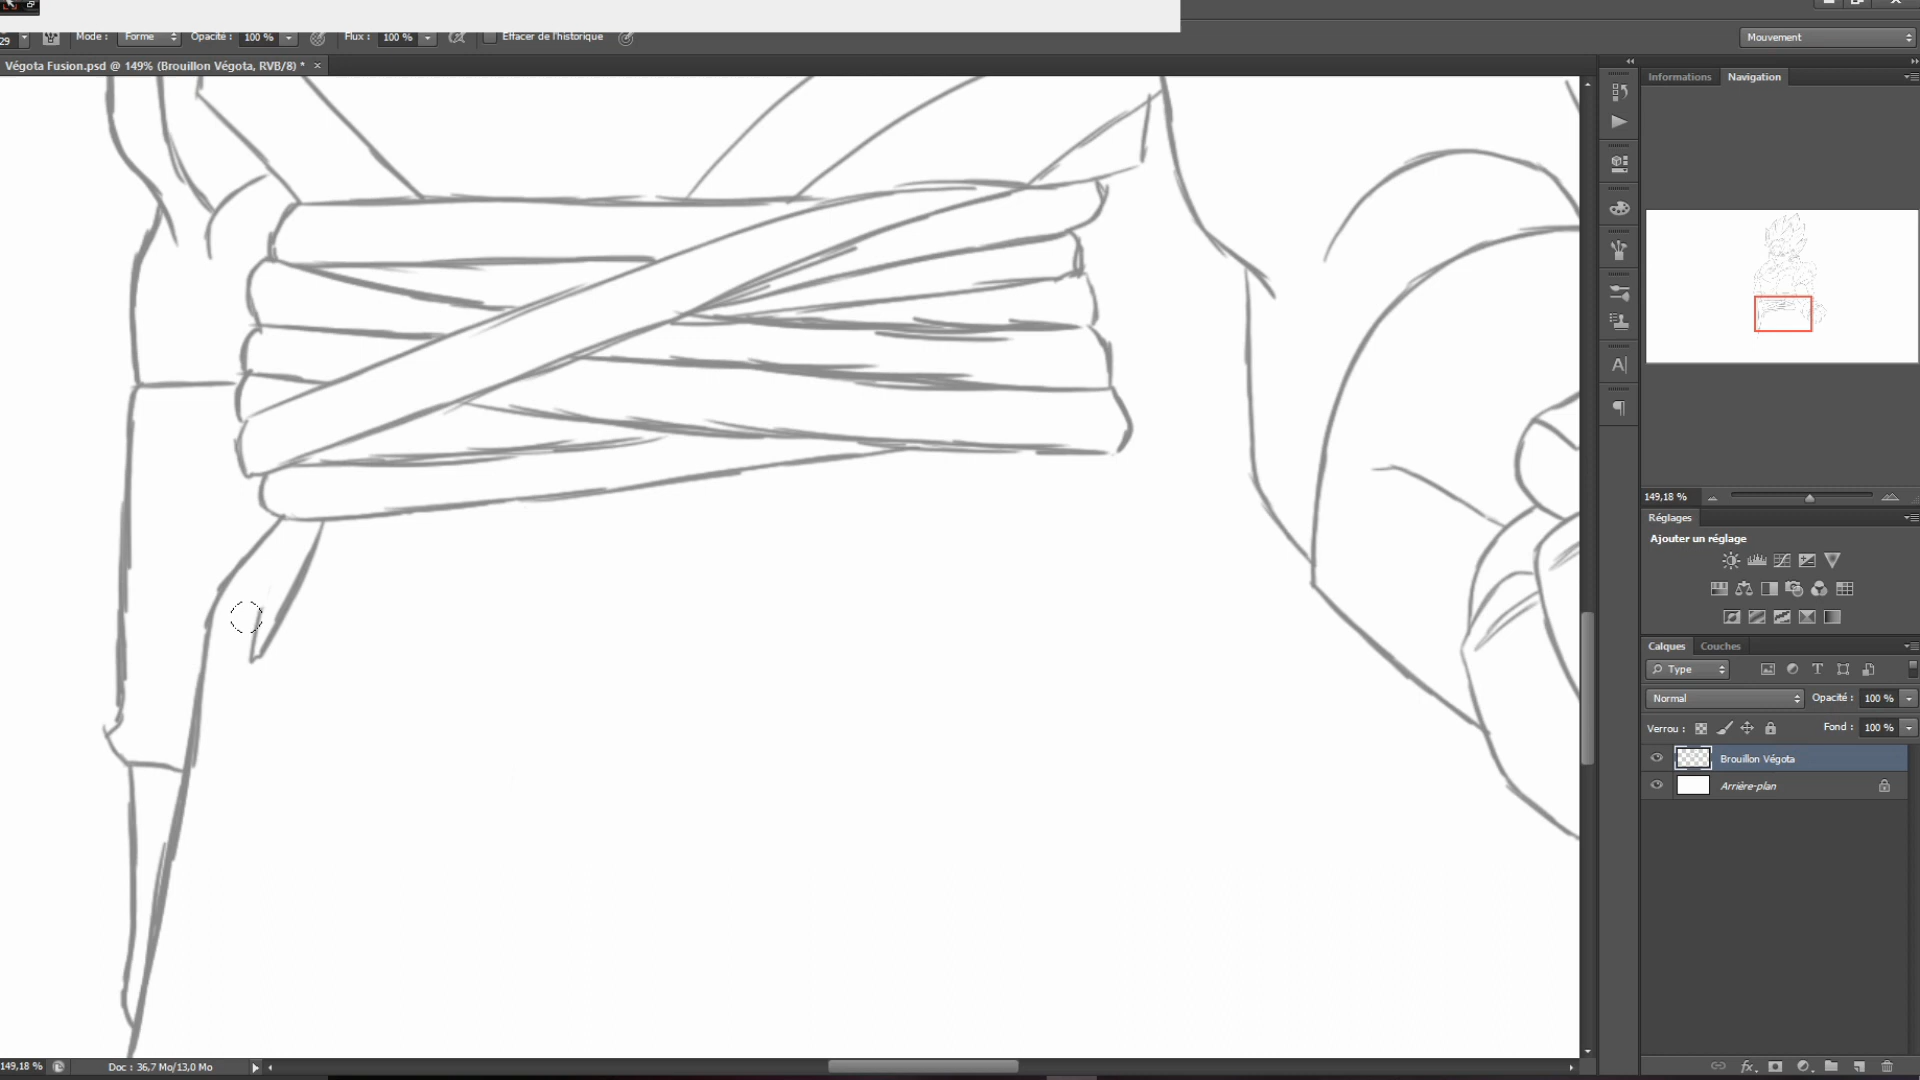 29 Mode : Forme Opacité : 100 % Flux : 100 % Effacer de l'historique Mouvement
Végota Fusion.psd @ 149% (Brouillon Végota, RVB/8) * ×
Informations Navigation
149,18 %
Réglages
Ajouter un réglage
Calques Couches
Type
Normal Opacité : 100 %
Verrou : Fond : 100 %
Brouillon Végota
Arrière-plan
149,18 % Doc : 36,7 Mo/13,0 Mo